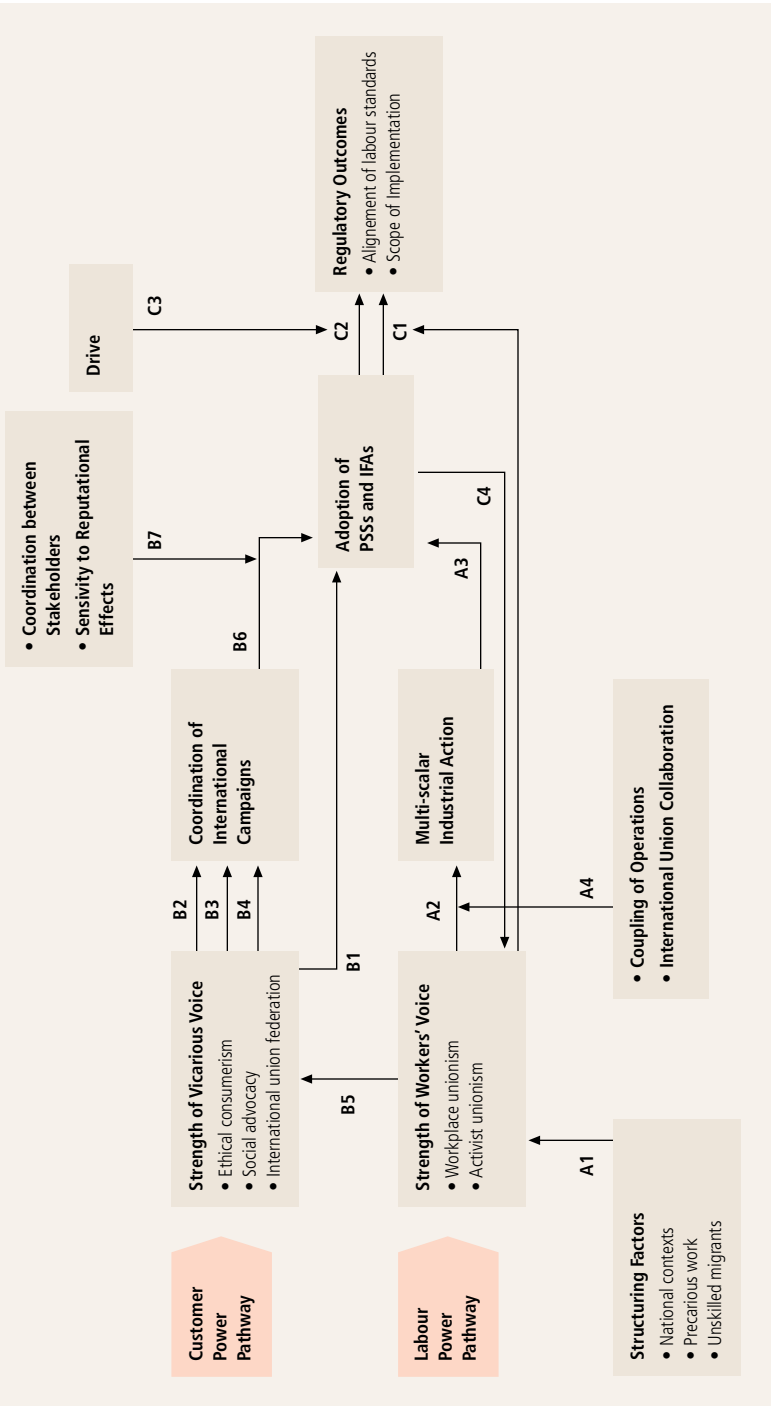 Customer
Power
Pathway
Strength of Vicarious Voice
• Ethical consumerism
• Social advocacy
• International union federation
B2
B3
B4
Coordination of
International
Campaigns
B6
• Coordination between
Stakeholders
• Sensivity to Reputational
Effects
B7
Drive
C3
B1
B5
Labour
Power
Pathway
Strength of Workers' Voice
• Workplace unionism
• Activist unionism
A2
Multi-scalar
Industrial Action
A3
Adoption of
PSSs and IFAs
C2
C1
C4
Regulatory Outcomes
• Alignement of labour standards
• Scope of Implementation
A1
Structuring Factors
• National contexts
• Precarious work
• Unskilled migrants
A4
• Coupling of Operations
• International Union Collaboration